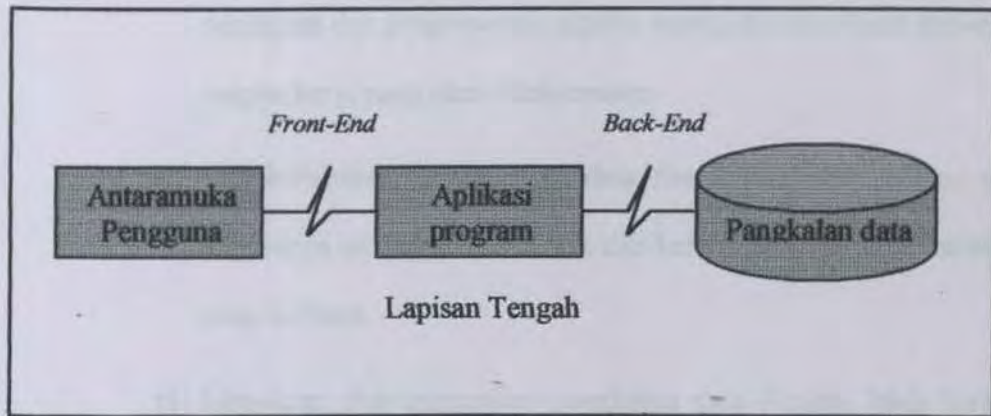 Front-End
Back-End
Antaramuka
Pengguna
Aplikasi
program
Pangkalan data
Lapisan Tengah